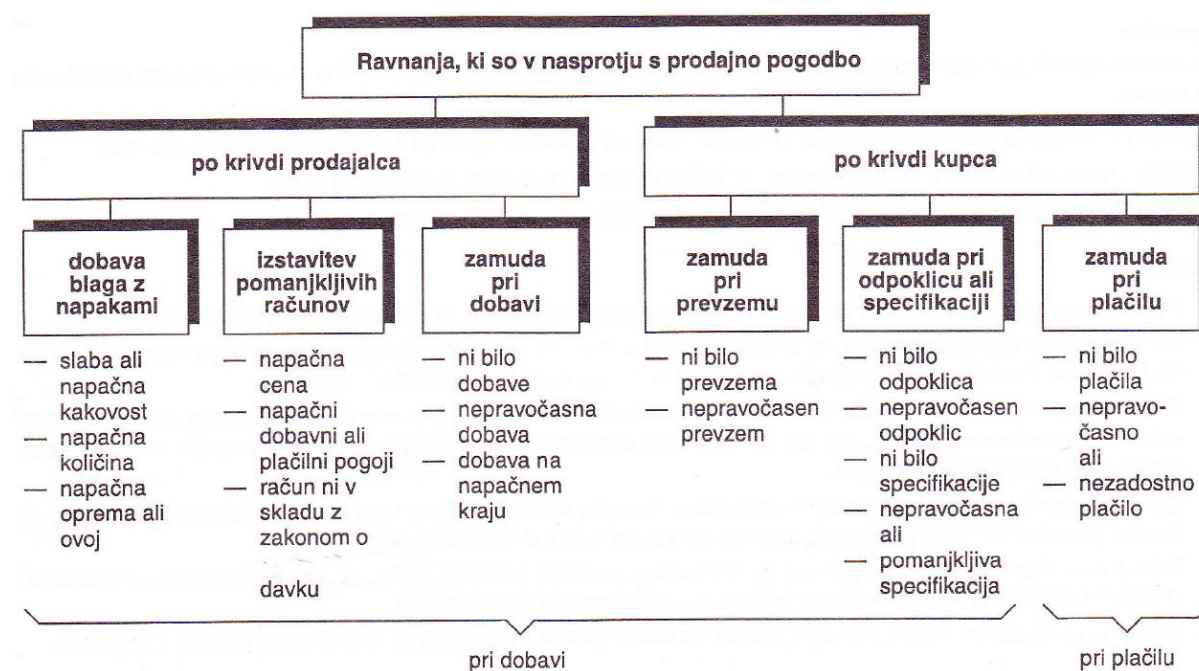 Ravnanja, ki so v nasprotju s prodajno pogodbo
po krivdi prodajalca
po krivdi kupca
dobava
blaga z
napakami
izstavitev
pomanjkljivih
računov
zamuda
pri
dobavi
zamuda
pri
prevzemu
zamuda pri
odpoklicu ali
specifikaciji
zamuda
pri
plačilu
— slaba ali
napačna
kakovost
— napačna
količina
— napačna
oprema ali
ovoj
— napačna
cena
— napačni
dobavni ali
plačilni pogoji
— račun ni v
skladu z
zakonom o
davku
— ni bilo
dobave
— nepravočasna
dobava
— dobava na
napačnem
kraju
— ni bilo
prevzema
— nepravočasen
prevzem
— ni bilo
odpoklica
— nepravočasen
odpoklic
— ni bilo
specifikacije
— nepravočasna
ali
— pomanjkljiva
specifikacija
— ni bilo
plačila
— nepravo-
časno
ali
— nezadostno
plačilo
pri dobavi
pri plačilu